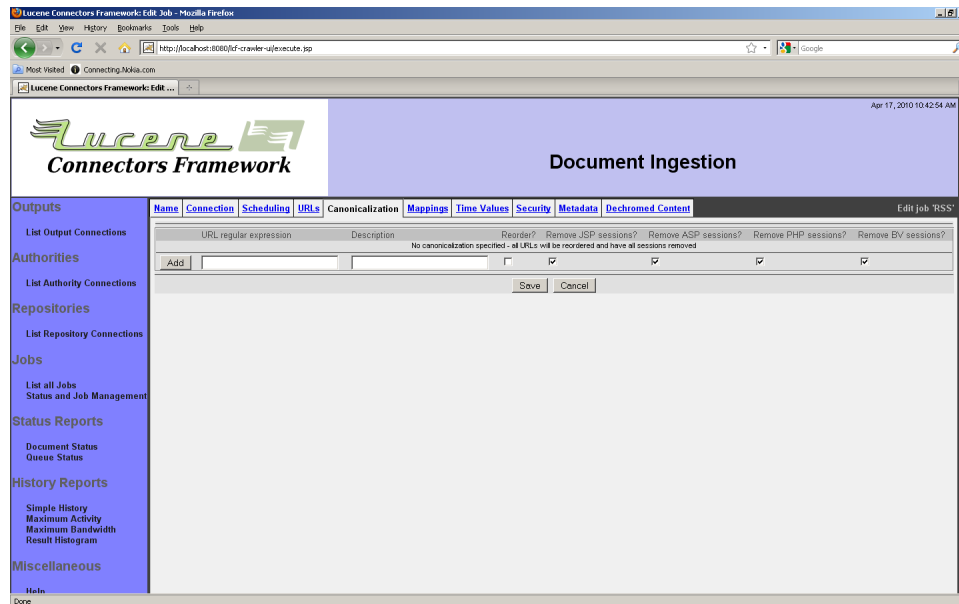 Lucene Connectors Framework: Edit Job - Mozilla Firefox
File Edit View History Bookmarks Tools Help
http://localhost:8080/lcf-crawler-ui/execute.jsp
Google
Most Visited Connecting.Nokia.com
Lucene Connectors Framework: Edit ...
Apr 17, 2010 10:42:54 AM
Lucene
Connectors Framework
Document Ingestion
Outputs
Name Connection Scheduling URLs Canonicalization Mappings Time Values Security Metadata Dechromed Content Edit job 'RSS'
List Output Connections
URL regular expression Description Reorder? Remove JSP sessions? Remove ASP sessions? Remove PHP sessions? Remove BV sessions?
No canonicalization specified - all URLs will be reordered and have all sessions removed
Add
Save Cancel
Authorities
List Authority Connections
Repositories
List Repository Connections
Jobs
List all Jobs
Status and Job Management
Status Reports
Document Status
Queue Status
History Reports
Simple History
Maximum Activity
Maximum Bandwidth
Result Histogram
Miscellaneous
Help
Done